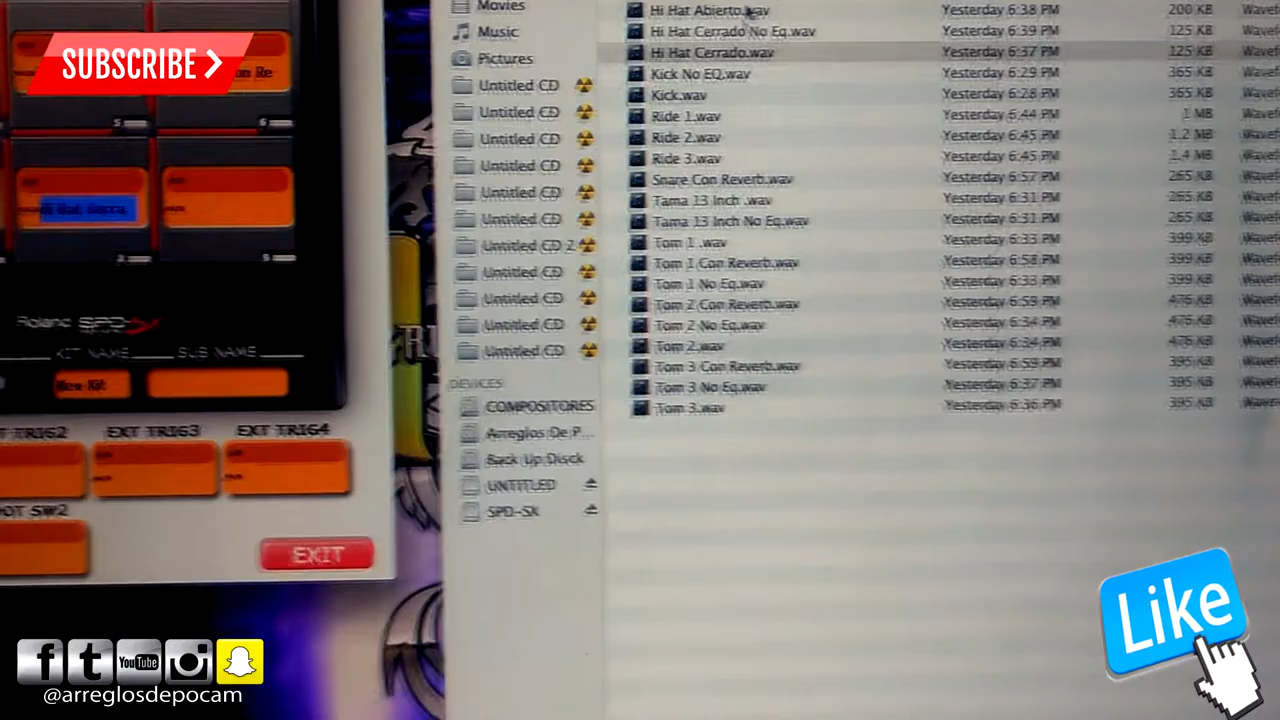 SUBSCRIBE
Movies
Music
Pictures
Untitled CD
Untitled CD
Untitled CD
Untitled CD
Untitled CD
Untitled CD
Untitled CD 2
Untitled CD
Untitled CD
Untitled CD
Untitled CD
DEVICES
COMPOSITORES
Arreglos De P...
Back Up Disck
UNTITLED
SPD-SX
Hi Hat Abierto.wav Yesterday 6:38 PM 200 KB
Hi Hat Cerrado No Eq.wav Yesterday 6:39 PM 125 KB
Hi Hat Cerrado.wav Yesterday 6:37 PM 125 KB
Kick No EQ.wav Yesterday 6:29 PM 365 KB
Kick.wav Yesterday 6:28 PM 365 KB
Ride 1.wav Yesterday 6:44 PM 1 MB
Ride 2.wav Yesterday 6:45 PM 1.2 MB
Ride 3.wav Yesterday 6:45 PM 1.4 MB
Snare Con Reverb.wav Yesterday 6:57 PM 265 KB
Tama 13 Inch .wav Yesterday 6:31 PM 265 KB
Tama 13 Inch No Eq.wav Yesterday 6:31 PM 265 KB
Tom 1 .wav Yesterday 6:33 PM 399 KB
Tom 1 Con Reverb.wav Yesterday 6:58 PM 399 KB
Tom 1 No Eq.wav Yesterday 6:33 PM 399 KB
Tom 2 Con Reverb.wav Yesterday 6:59 PM 476 KB
Tom 2 No Eq.wav Yesterday 6:34 PM 476 KB
Tom 2.wav Yesterday 6:34 PM 476 KB
Tom 3 Con Reverb.wav Yesterday 6:59 PM 395 KB
Tom 3 No Eq.wav Yesterday 6:37 PM 395 KB
Tom 3.wav Yesterday 6:36 PM 395 KB
Roland SPD-SX
KIT NAME SUB NAME
New Kit
EXT TRIG3 EXT TRIG4
EXIT
Like
YouTube
@arreglosdepocam